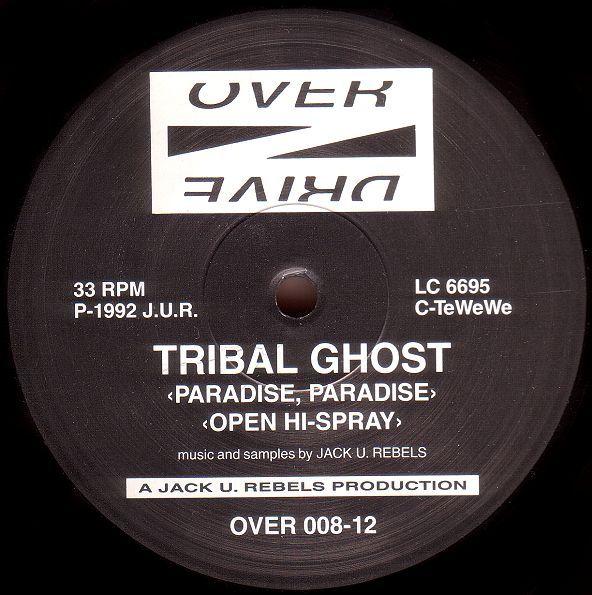 OVER
DRIVE
33 RPM
P-1992 J.U.R.
LC 6695
C-TeWeWe
TRIBAL GHOST
‹PARADISE, PARADISE›
‹OPEN HI-SPRAY›
music and samples by JACK U. REBELS
A JACK U. REBELS PRODUCTION
OVER 008-12